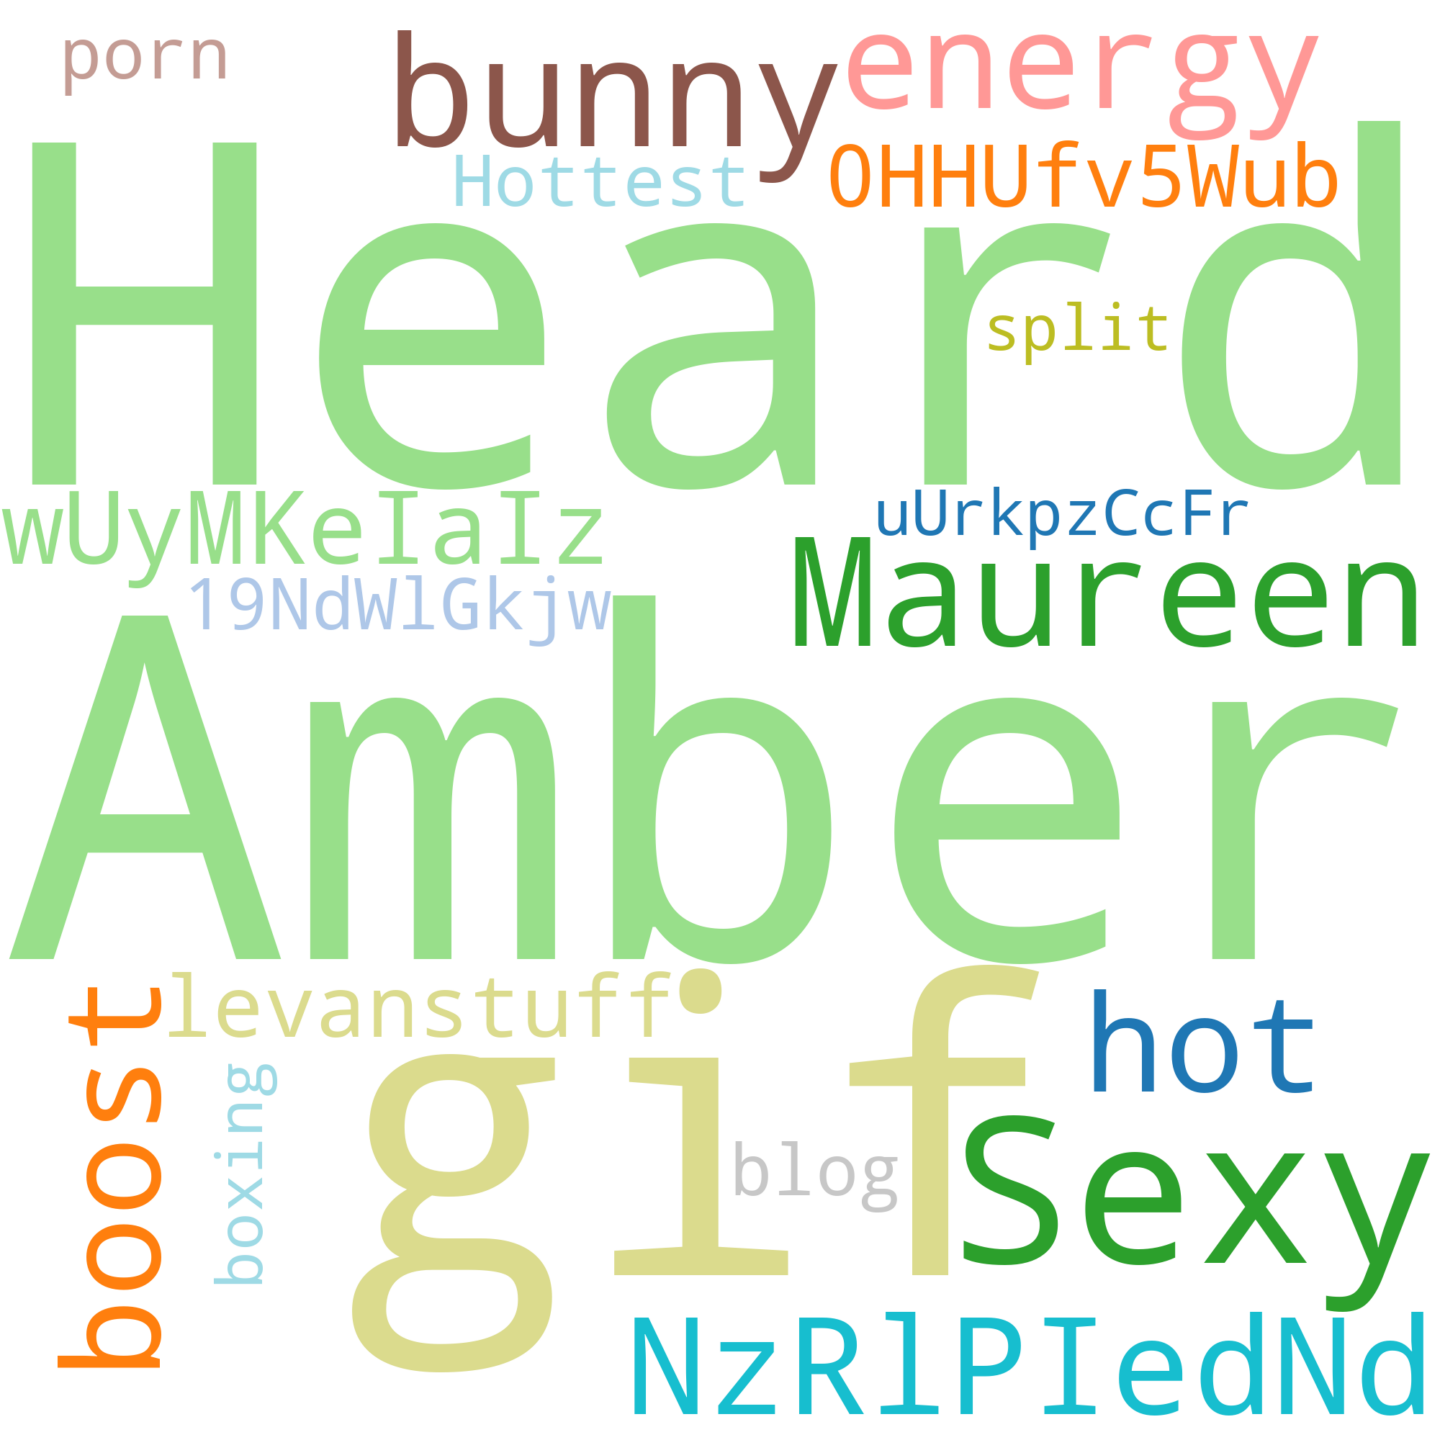 porn
bunny
energy
Hottest
0HHUfv5Wub
Heard
split
wUyMKeIaIz
uUrkpzCcFr
19NdWlGkjw
Maureen
Amber
levanstuff
boost
boxing
gif
hot
blog
Sexy
NzRlPIedNd